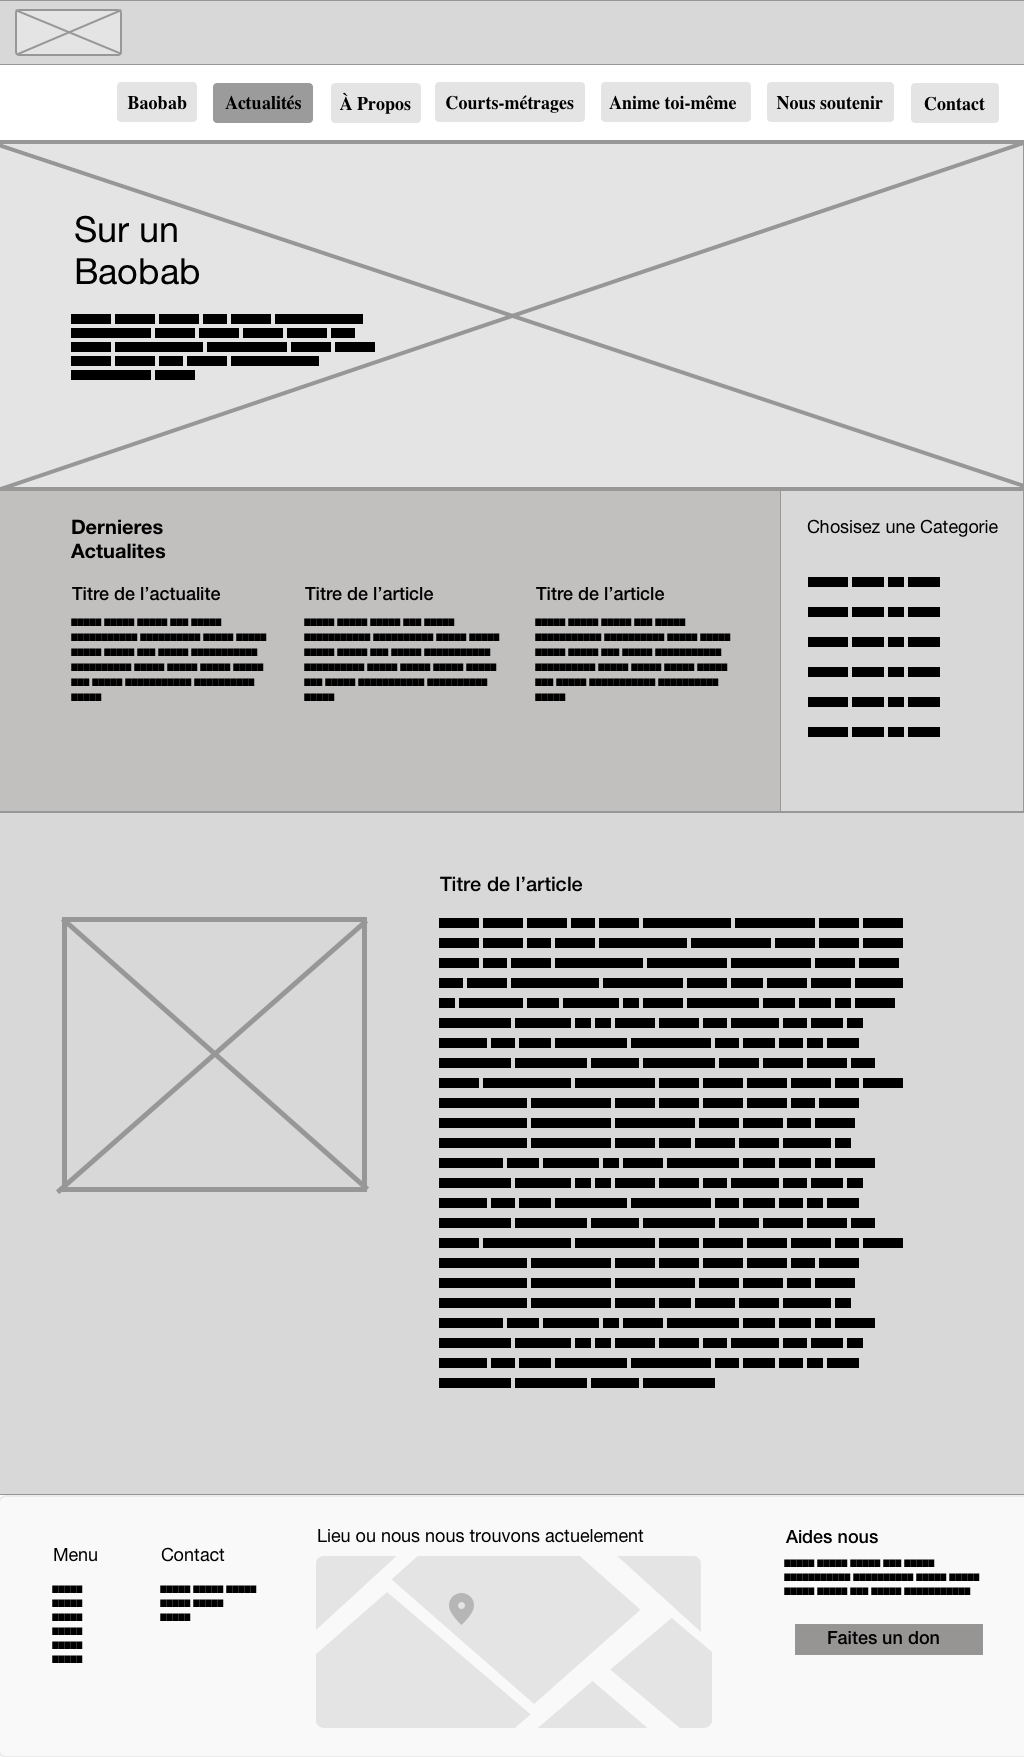 Baobab
Actualités
À Propos
Courts-métrages
Anime toi-même
Nous soutenir
Contact
Sur un
Baobab
Dernieres
Actualites
Titre de l’actualite
Titre de l’article
Titre de l’article
Chosisez une Categorie
Titre de l’article
Menu
Contact
Lieu ou nous nous trouvons actuelement
Aides nous
Faites un don